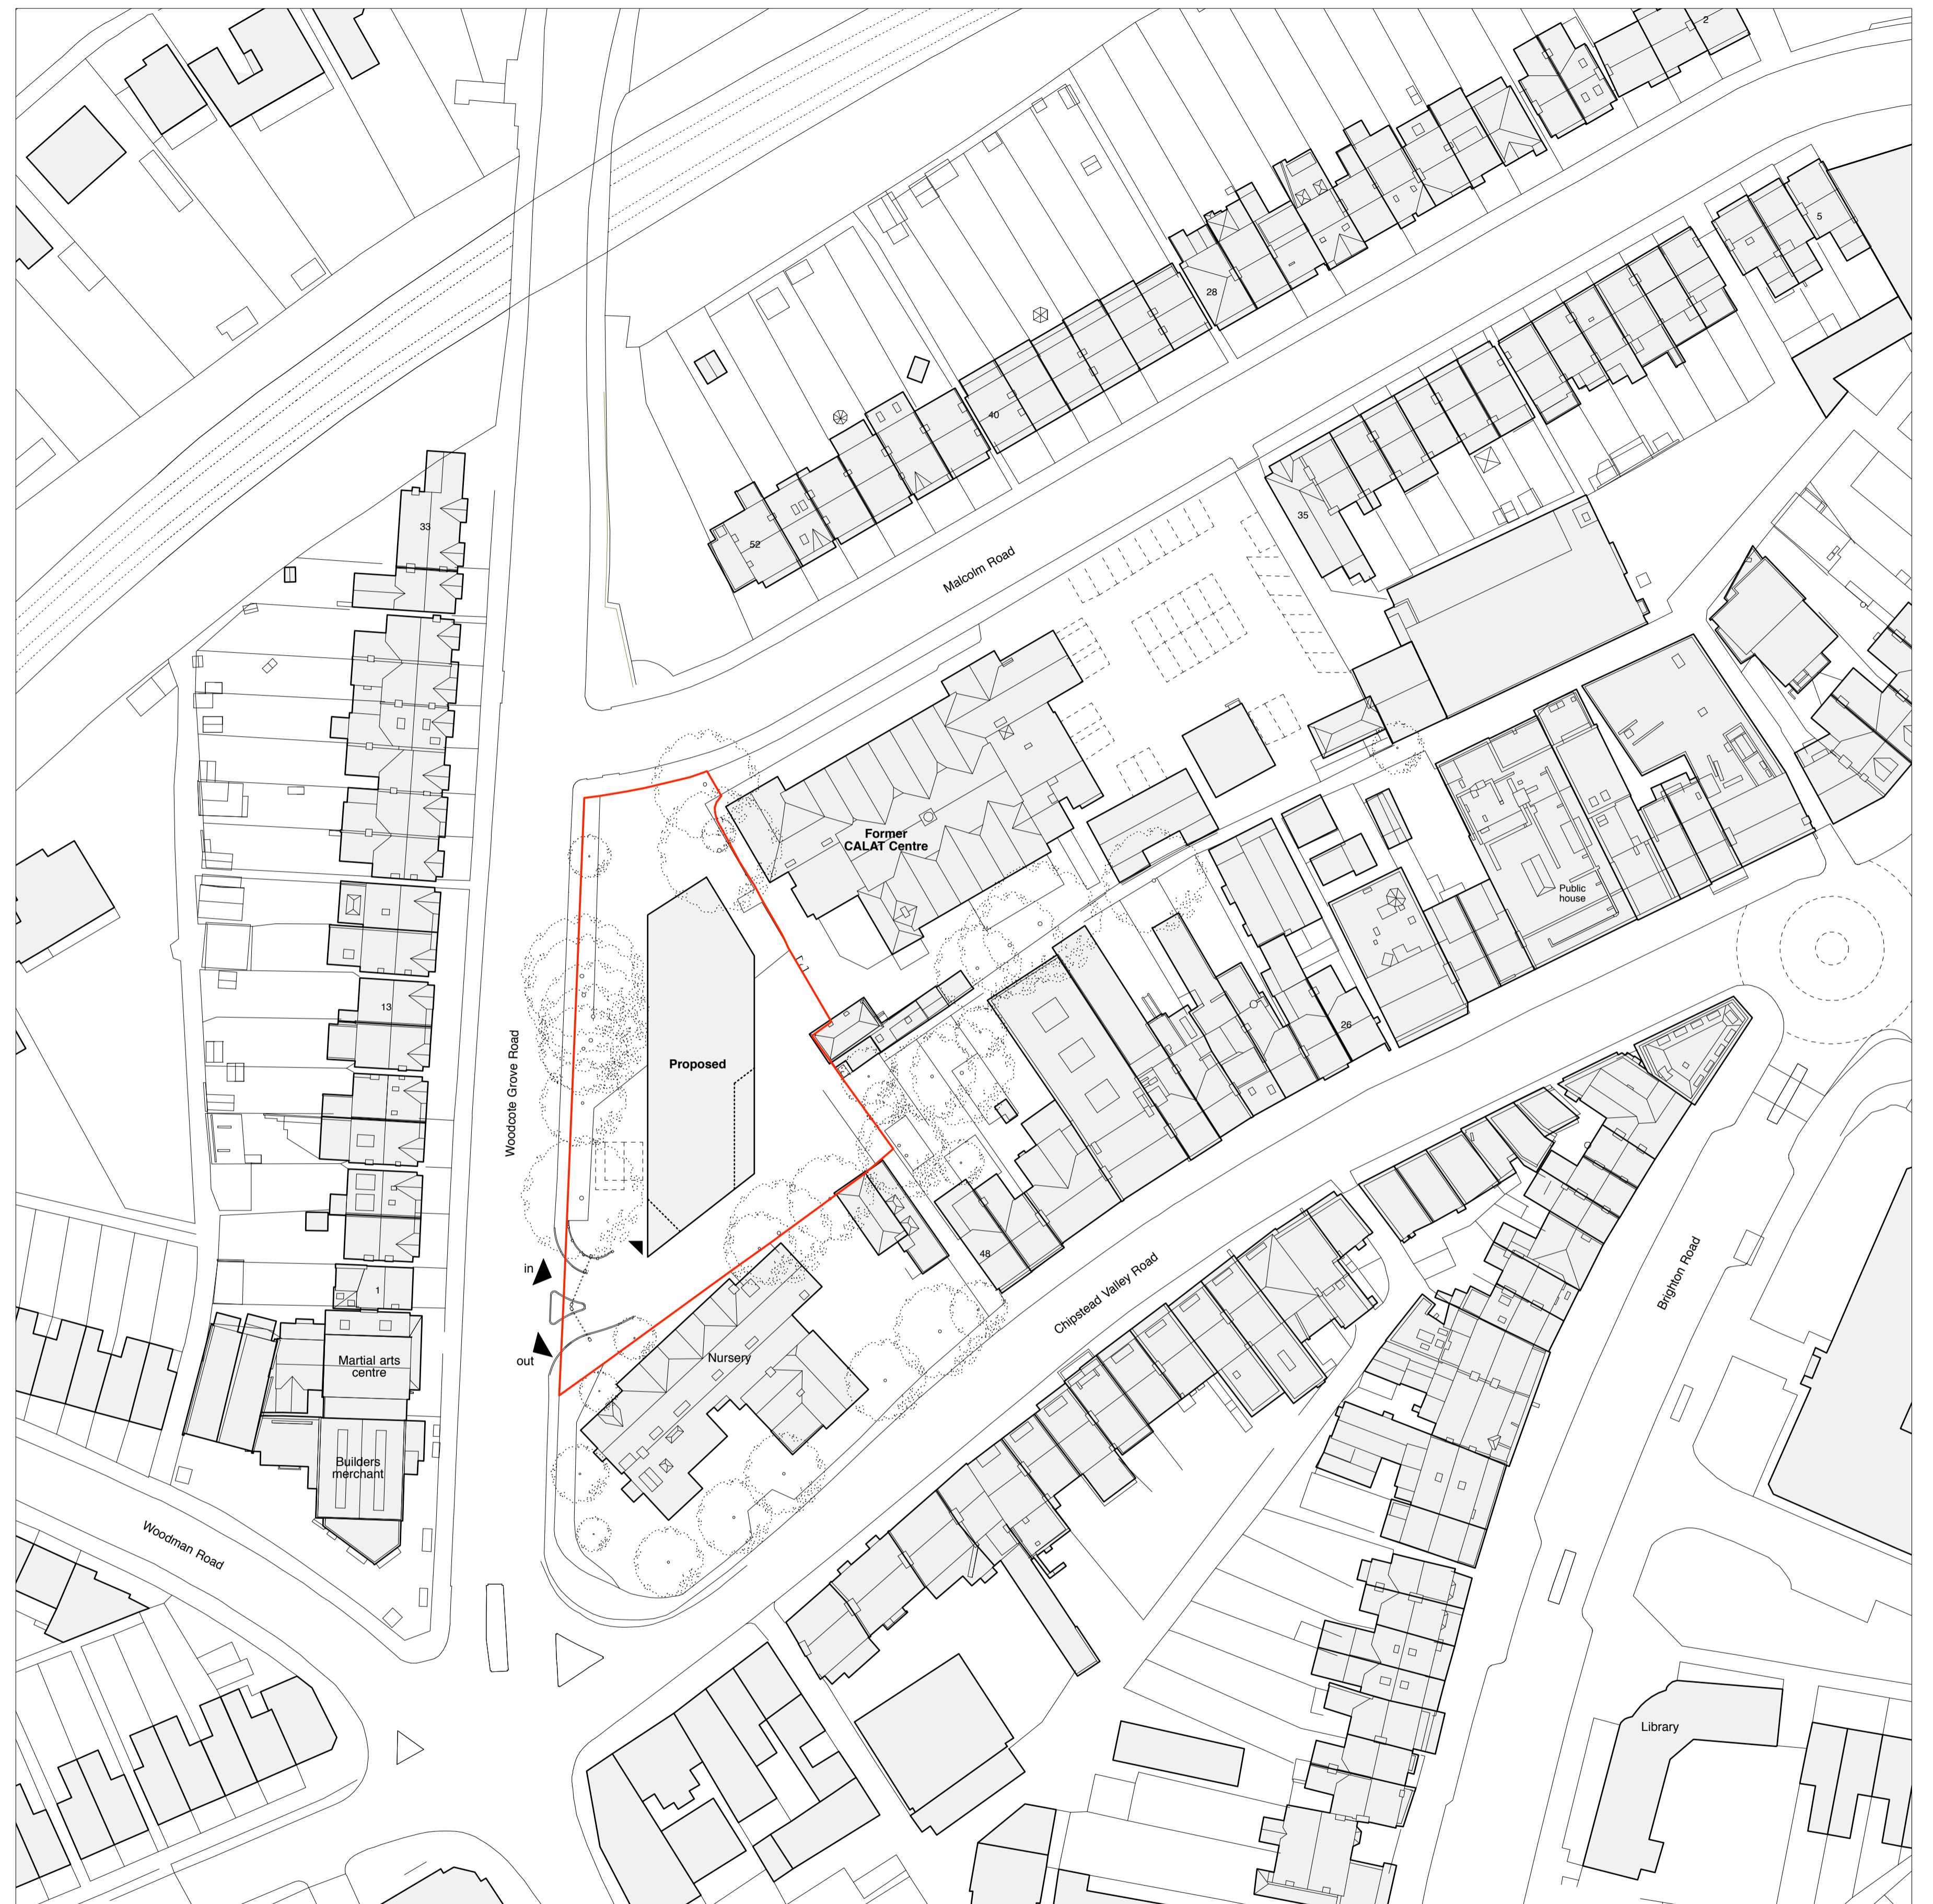 2
5
28
40
33
35
52
Malcolm Road
Former
CALAT Centre
Public
house
13
26
Woodcote Grove Road
Proposed
48
in
1
out
Chipstead Valley Road
Brighton Road
Nursery
Martial arts
centre
Builders
merchant
Woodman Road
Library